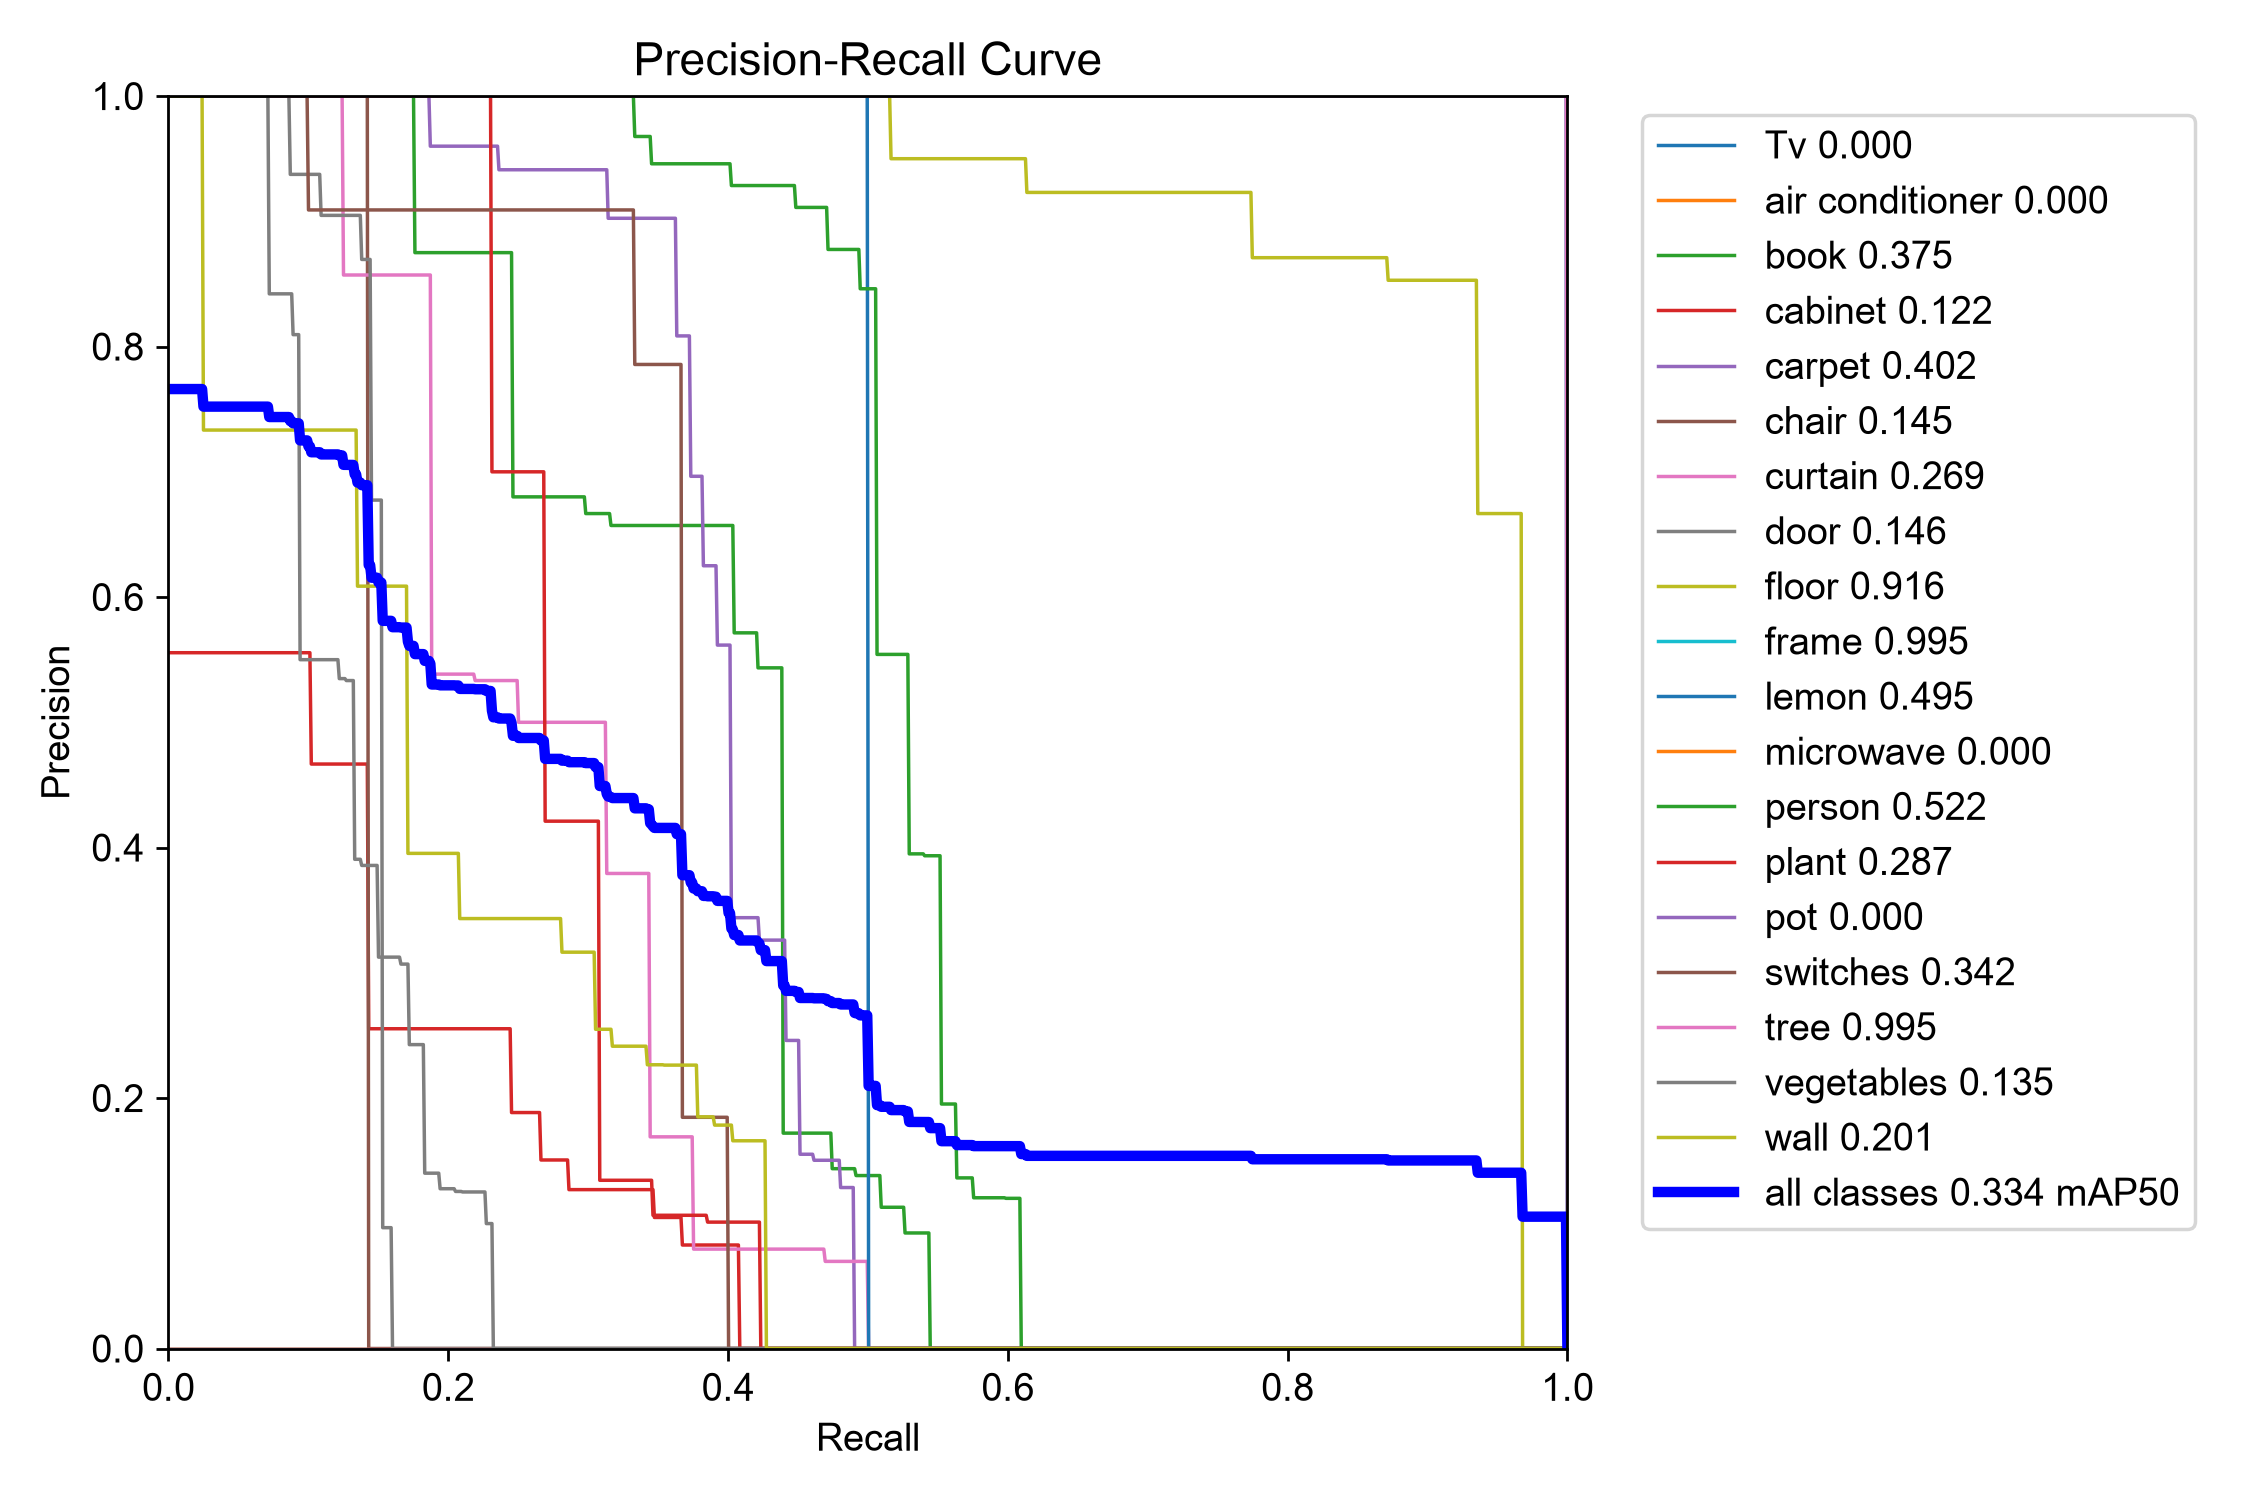 Precision-Recall Curve
1.0
0.8
0.6
0.4
0.2
0.0
Precision
0.0 0.2 0.4 0.6 0.8 1.0
Recall
Tv 0.000
air conditioner 0.000
book 0.375
cabinet 0.122
carpet 0.402
chair 0.145
curtain 0.269
door 0.146
floor 0.916
frame 0.995
lemon 0.495
microwave 0.000
person 0.522
plant 0.287
pot 0.000
switches 0.342
tree 0.995
vegetables 0.135
wall 0.201
all classes 0.334 mAP50